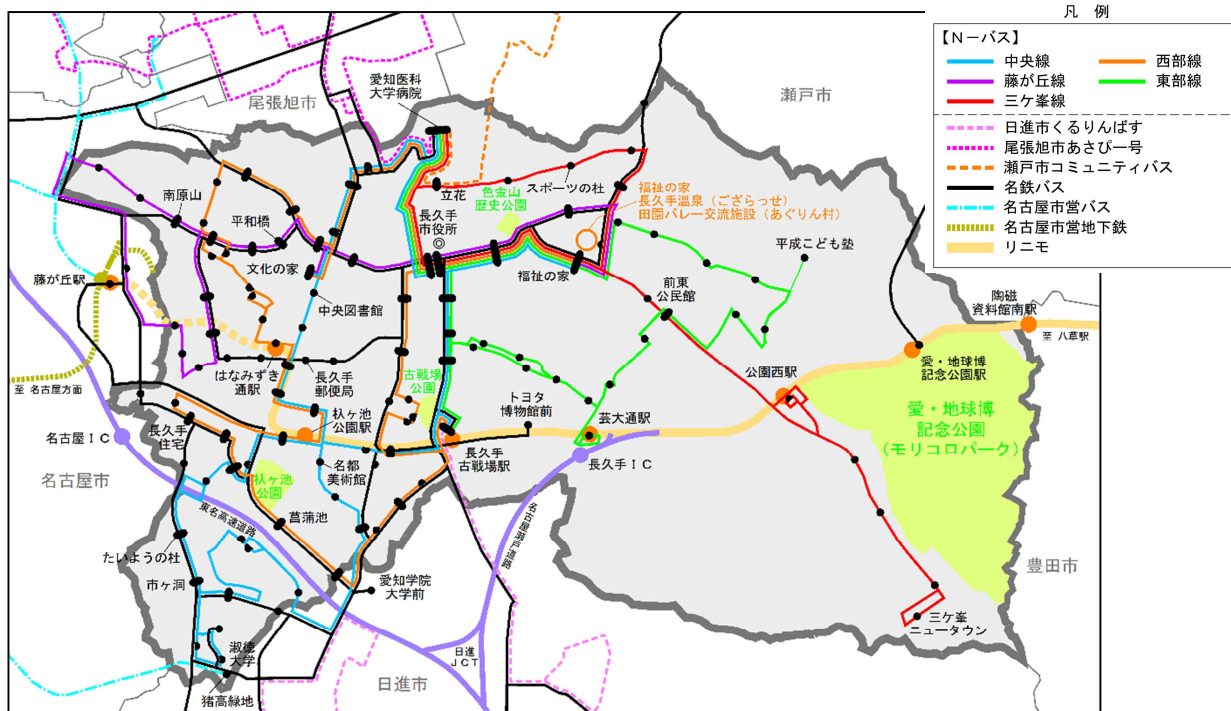 凡 例
【N-バス】
中央線
西部線
藤が丘線
東部線
三ケ峯線
日進市くるりんばす
尾張旭市あさぴー号
瀬戸市コミュニティバス
名鉄バス
名古屋市営バス
名古屋市営地下鉄
リニモ
尾張旭市
愛知医科
大学病院
瀬戸市
南原山
平和橋
文化の家
立花
スポーツの杜
色金山
歴史公園
長久手
市役所
福祉の家
長久手温泉（ござらっせ）
田園バレー交流施設（あぐりん村）
平成こども塾
福祉の家
前東
公民館
藤が丘駅
中央図書館
陶磁
資料館南駅
至 八草駅
至 名古屋方面
はなみずき
通駅
長久手
郵便局
古戦場
公園
トヨタ
博物館前
芸大通駅
公園西駅
愛・地球博
記念公園駅
愛・地球博
記念公園
（モリコロパーク）
名古屋ＩＣ
長久手
住宅
杁ヶ池
公園駅
名都
美術館
長久手
古戦場駅
長久手ＩＣ
名古屋市
杁ヶ池
公園
菖蒲池
東名高速道路
名古屋瀬戸道路
たいようの杜
市ヶ洞
愛知学院
大学前
豊田市
三ケ峯
ニュータウン
淑徳
大学
日進
ＪＣＴ
日進市
猪高緑地